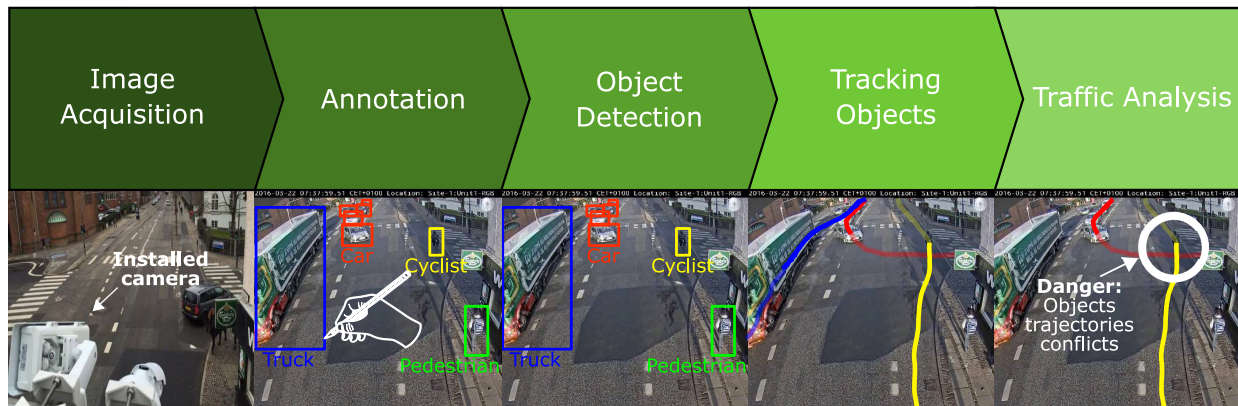 Image
Acquisition
Annotation
Object
Detection
Tracking
Objects
Traffic Analysis
Installed
camera
2016-03-22 07:37:59.51 CET+0100 Location: Site-1:Unit1-RGB
Car
Cyclist
Truck
Pedestrian
2016-03-22 07:37:59.51 CET+0100 Location: Site-1:Unit1-RGB
Car
Cyclist
Truck
Pedestrian
2016-03-22 07:37:59.51 CET+0100 Location: Site-1:Unit1-RGB
2016-03-22 07:37:59.51 CET+0100 Location: Site-1:Unit1-RGB
Danger:
Objects
trajectories
conflicts